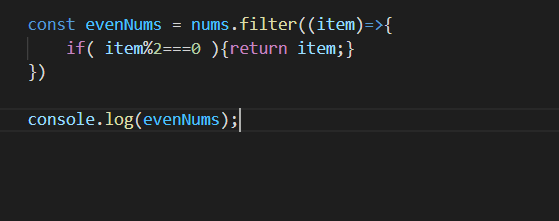 const evenNums = nums.filter((item)=>{
    if( item%2===0 ){return item;}
})
console.log(evenNums);